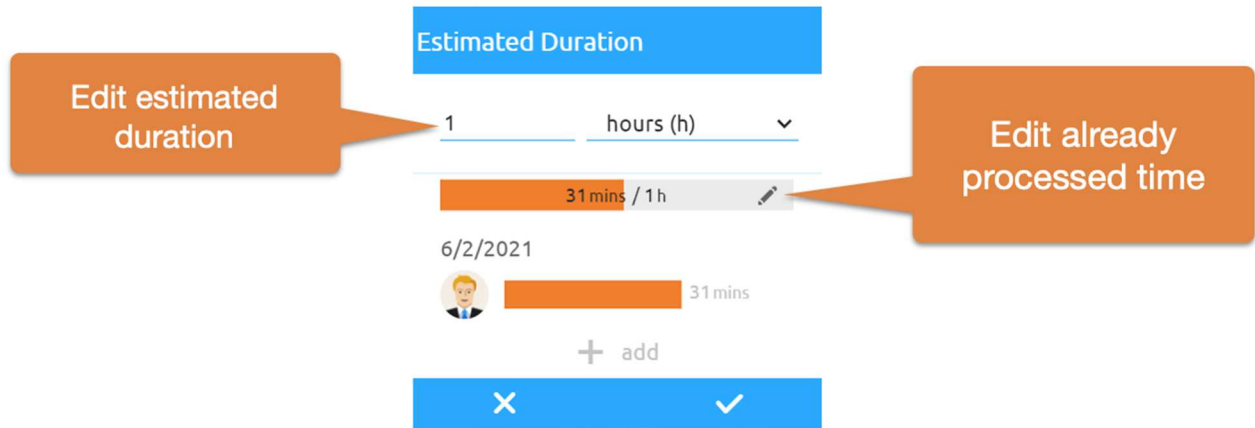 Estimated Duration
Edit estimated
duration
1 hours (h)
Edit already
processed time
31 mins / 1 h
6/2/2021
31 mins
add